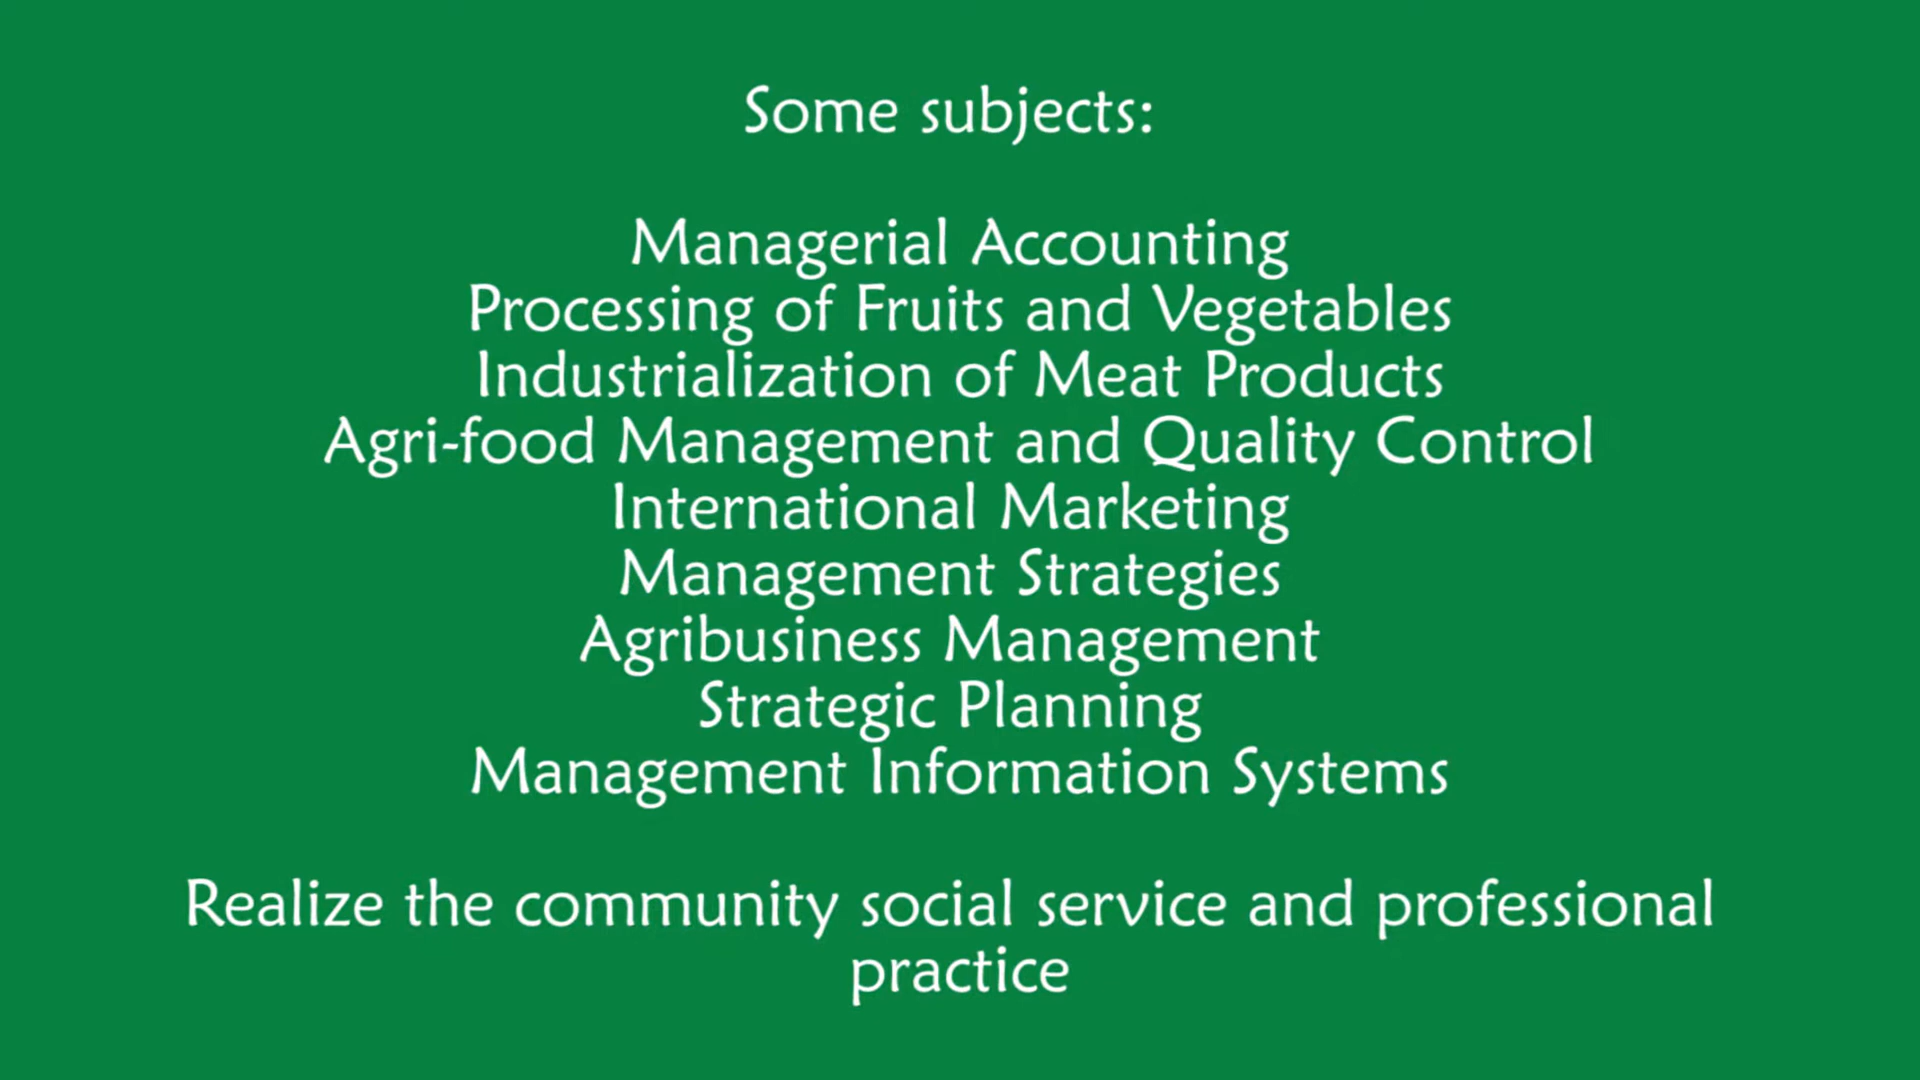 Some subjects:
Managerial Accounting
Processing of Fruits and Vegetables
Industrialization of Meat Products
Agri-food Management and Quality Control
International Marketing
Management Strategies
Agribusiness Management
Strategic Planning
Management Information Systems
Realize the community social service and professional
practice